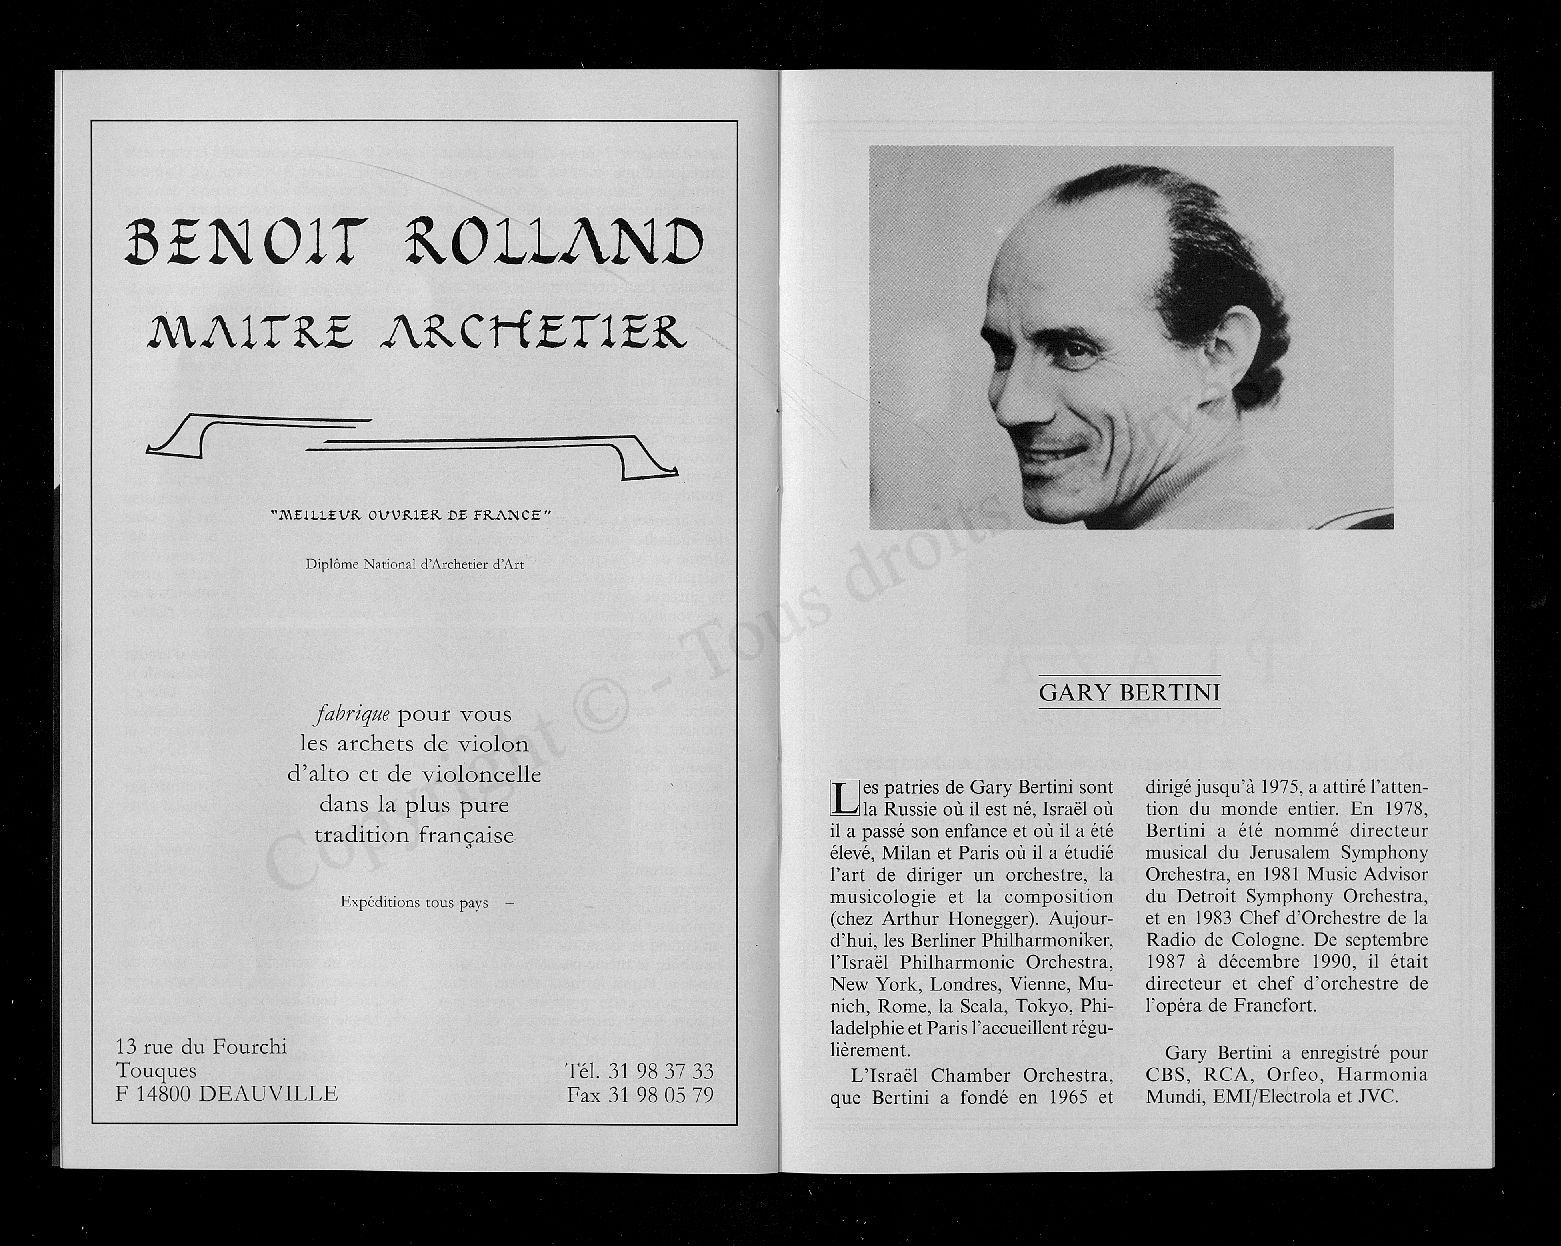 BENOIT ROLLAND
MAITRE ARCHETIER
"MEILLEUR OUVRIER DE FRANCE"
Diplôme National d'Archetier d'Art
fabrique pour vous
les archets de violon
d'alto et de violoncelle
dans la plus pure
tradition française
Expéditions tous pays –
13 rue du Fourchi
Touques
F 14800 DEAUVILLE
Tél. 31 98 37 33
Fax 31 98 05 79
Copyright © - Tous droits
GARY BERTINI
Les patries de Gary Bertini sont
la Russie où il est né, Israël où
il a passé son enfance et où il a été
élevé, Milan et Paris où il a étudié
l'art de diriger un orchestre, la
musicologie et la composition
(chez Arthur Honegger). Aujour-
d'hui, les Berliner Philharmoniker,
l'Israël Philharmonic Orchestra,
New York, Londres, Vienne, Mu-
nich, Rome, la Scala, Tokyo, Phi-
ladelphie et Paris l'accueillent régu-
lièrement.
L'Israël Chamber Orchestra,
que Bertini a fondé en 1965 et
dirigé jusqu'à 1975, a attiré l'atten-
tion du monde entier. En 1978,
Bertini a été nommé directeur
musical du Jerusalem Symphony
Orchestra, en 1981 Music Advisor
du Detroit Symphony Orchestra,
et en 1983 Chef d'Orchestre de la
Radio de Cologne. De septembre
1987 à décembre 1990, il était
directeur et chef d'orchestre de
l'opéra de Francfort.
Gary Bertini a enregistré pour
CBS, RCA, Orfeo, Harmonia
Mundi, EMI/Electrola et JVC.